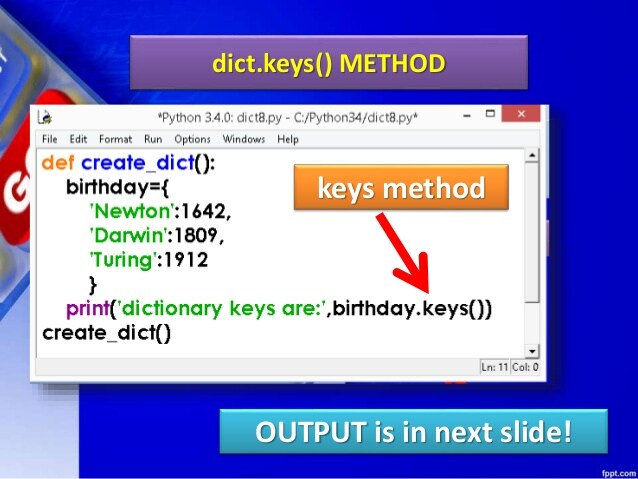 dict.keys() METHOD
*Python 3.4.0: dict8.py - C:/Python34/dict8.py*
File Edit Format Run Options Windows Help
def create_dict():
birthday={
'Newton':1642,
'Darwin':1809,
'Turing':1912
}
print('dictionary keys are:',birthday.keys())
create_dict()
keys method
Ln: 11 Col: 0
OUTPUT is in next slide!
fppt.com